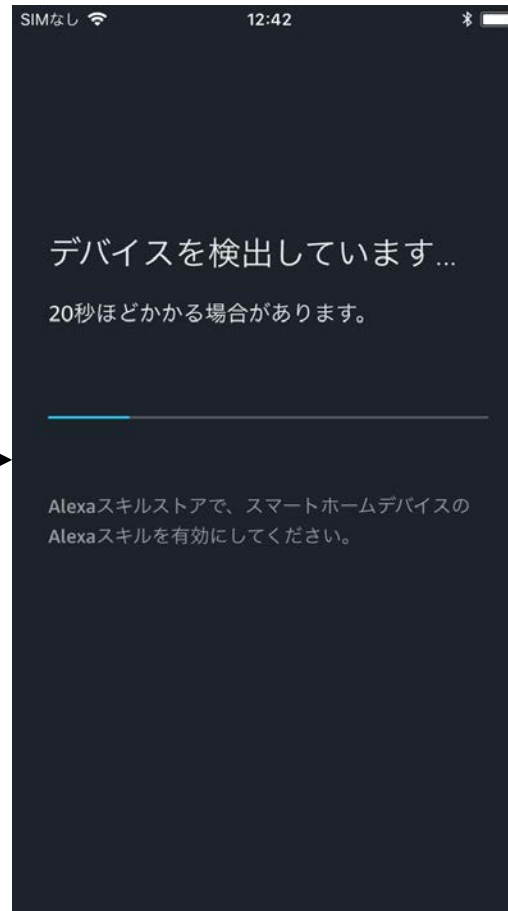 SIMなし 12:42
デバイスを検出しています...
20秒ほどかかる場合があります。
Alexaスキルストアで、スマートホームデバイスの
Alexaスキルを有効にしてください。